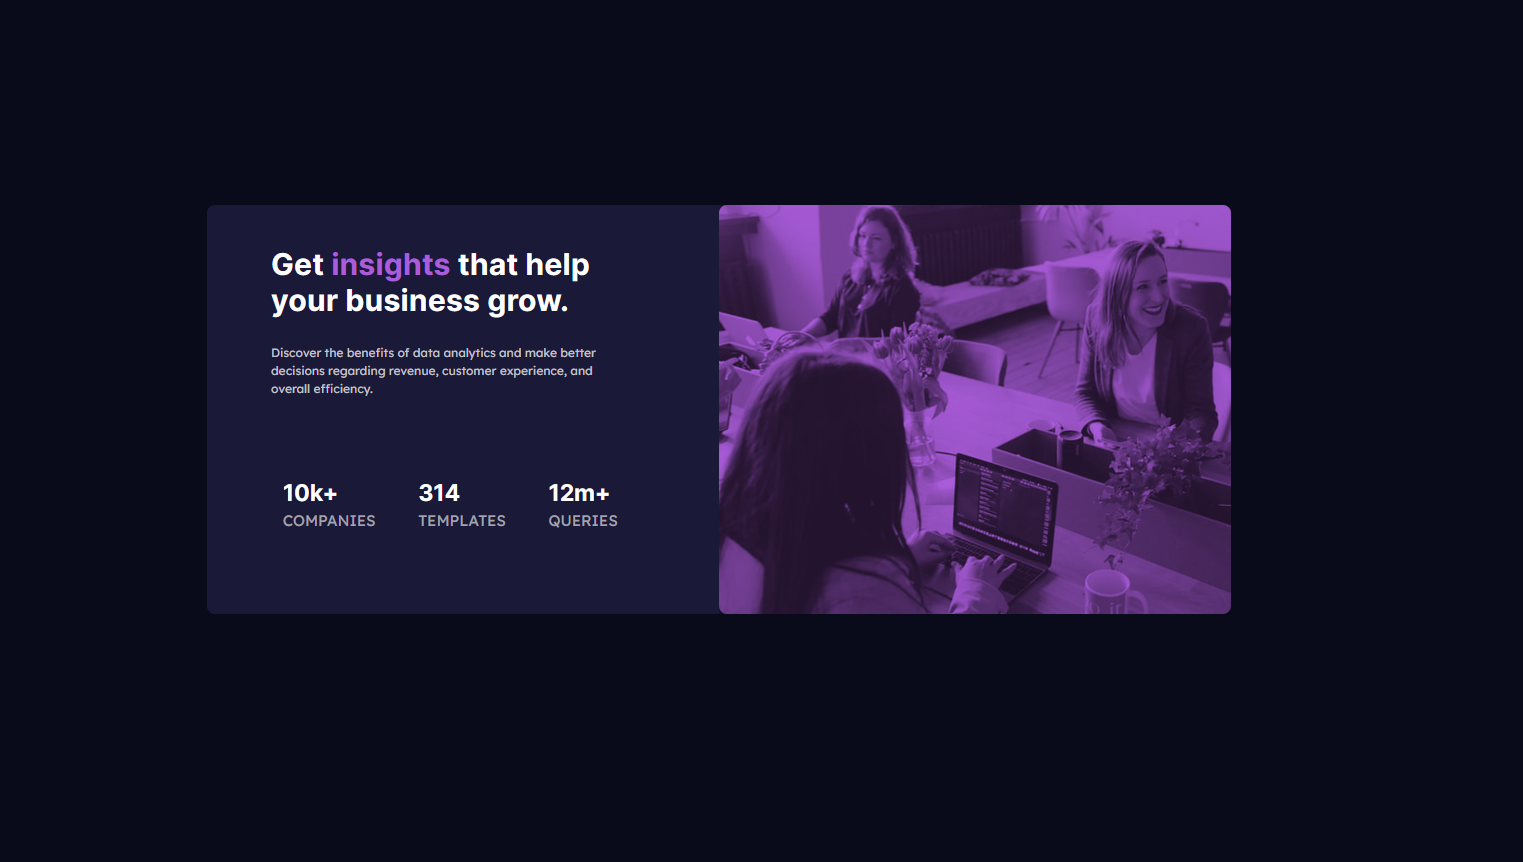 Get insights that help
your business grow.
Discover the benefits of data analytics and make better
decisions regarding revenue, customer experience, and
overall efficiency.
10k+ 314 12m+
COMPANIES TEMPLATES QUERIES